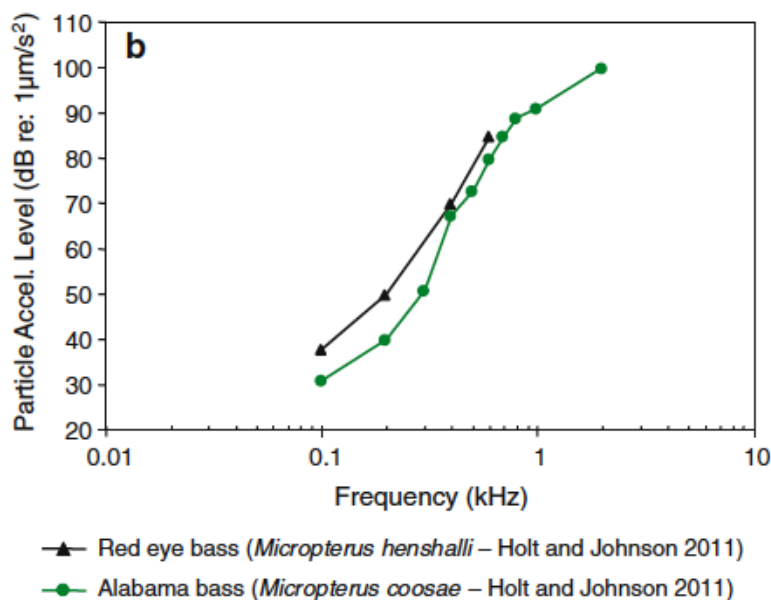 b
Particle Accel. Level (dB re: 1μm/s²)
110
100
90
80
70
60
50
40
30
20
0.01 0.1 1 10
Frequency (kHz)
Red eye bass (Micropterus henshalli – Holt and Johnson 2011)
Alabama bass (Micropterus coosae – Holt and Johnson 2011)